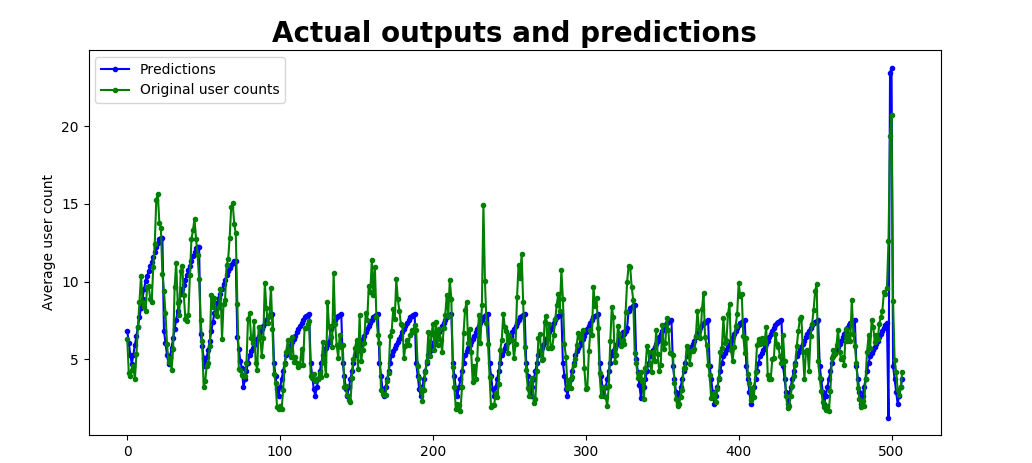 Actual outputs and predictions
Predictions
Original user counts
Average user count
20
15
10
5
0 100 200 300 400 500